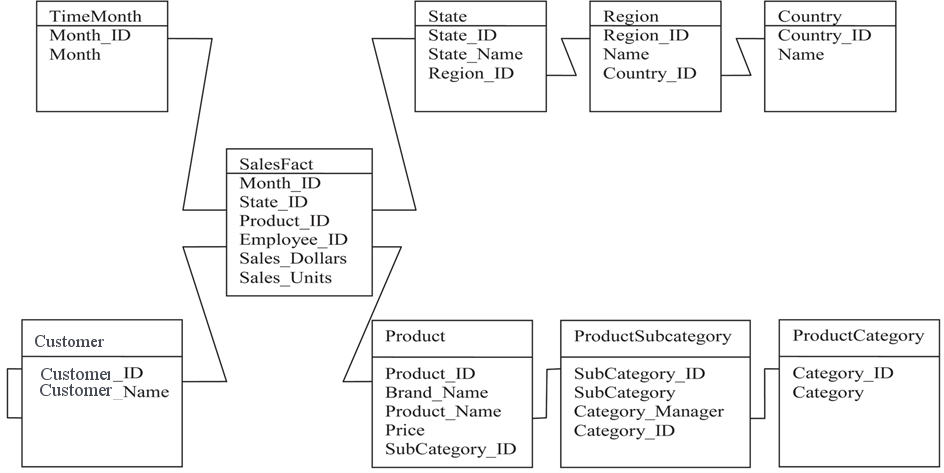 TimeMonth
Month_ID
Month
State
State_ID
State_Name
Region_ID
Region
Region_ID
Name
Country_ID
Country
Country_ID
Name
SalesFact
Month_ID
State_ID
Product_ID
Employee_ID
Sales_Dollars
Sales_Units
Customer
Customer_ID
Customer_Name
Product
Product_ID
Brand_Name
Product_Name
Price
SubCategory_ID
ProductSubcategory
SubCategory_ID
SubCategory
Category_Manager
Category_ID
ProductCategory
Category_ID
Category